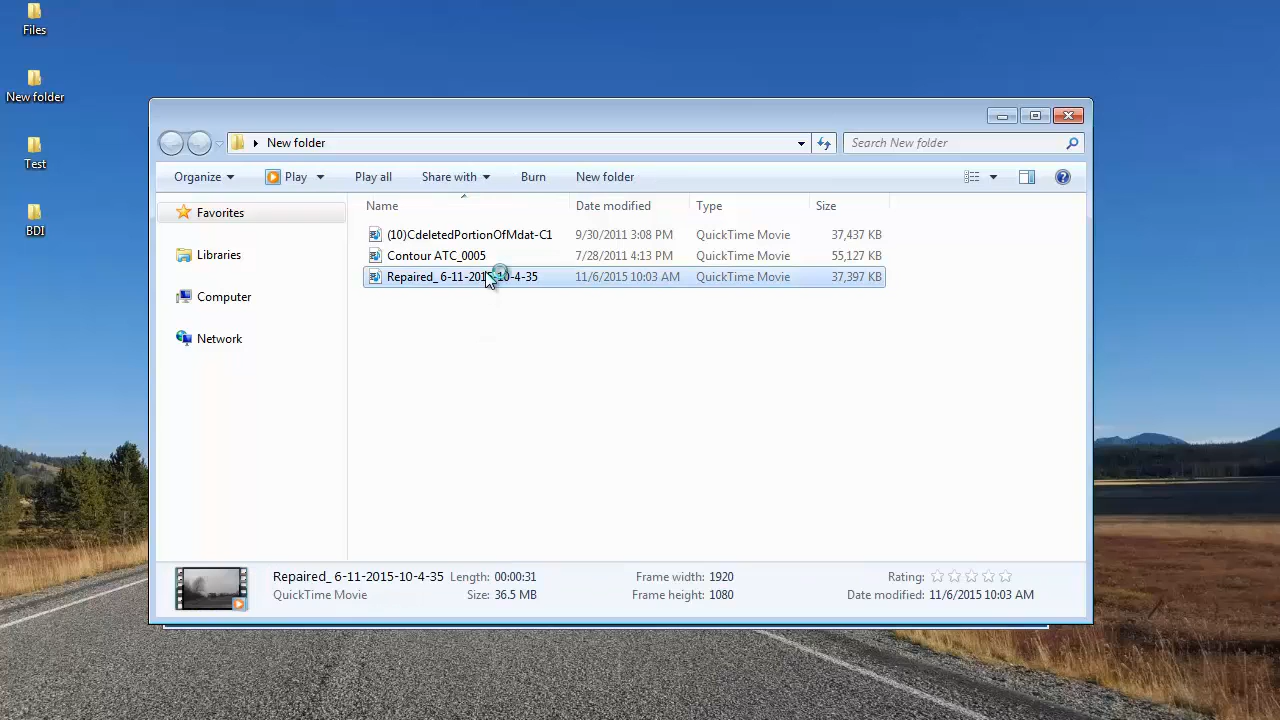 Files
New folder
Test
BDI
New folder
Search New folder
Organize
Play
Play all
Share with
Burn
New folder
Name
Date modified
Type
Size
Favorites
Libraries
Computer
Network
(10)CdeletedPortionOfMdat-C1 9/30/2011 3:08 PM QuickTime Movie 37,437 KB
Contour ATC_0005 7/28/2011 4:13 PM QuickTime Movie 55,127 KB
Repaired_ 6-11-2015-10-4-35 11/6/2015 10:03 AM QuickTime Movie 37,397 KB
Repaired_ 6-11-2015-10-4-35 Length: 00:00:31 Frame width: 1920 Rating:
QuickTime Movie Size: 36.5 MB Frame height: 1080 Date modified: 11/6/2015 10:03 AM